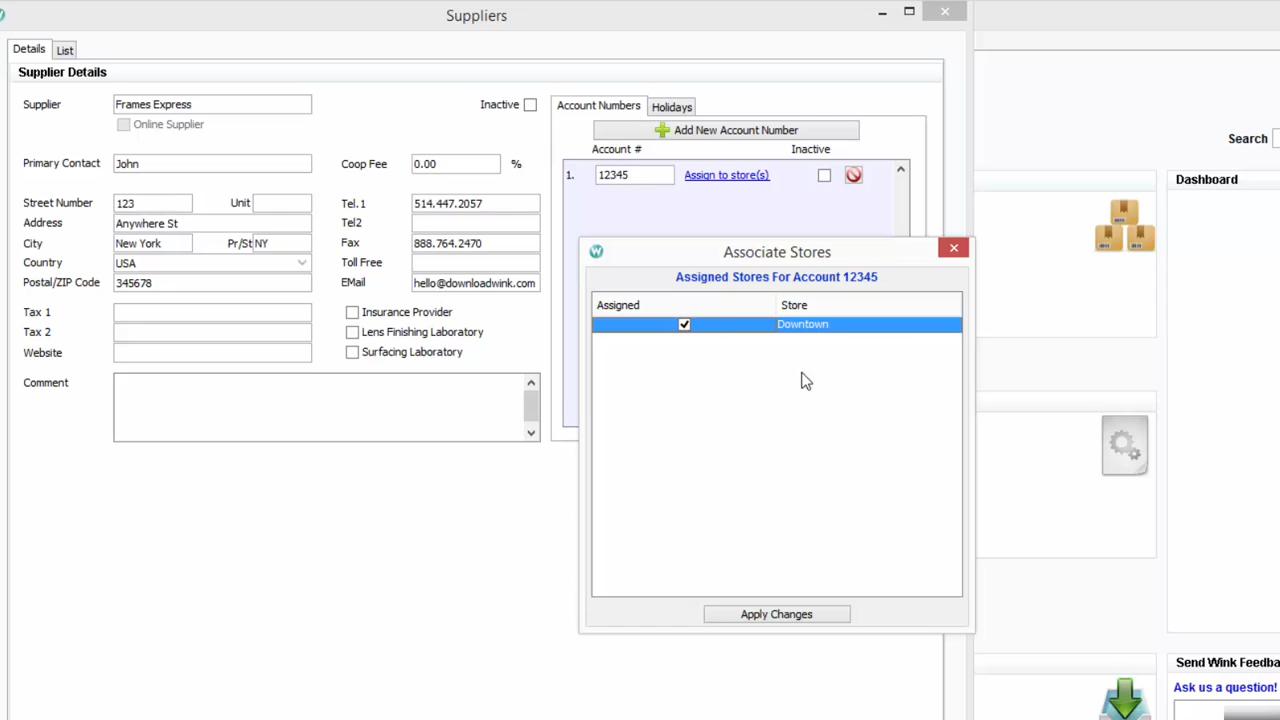 Suppliers
Details
List
Supplier Details
Supplier
Frames Express
Inactive
Online Supplier
Primary Contact
John
Coop Fee
0.00
%
Street Number
123
Unit
Tel.1
514.447.2057
Address
Anywhere St
Tel2
City
New York
Pr/St
NY
Fax
888.764.2470
Country
USA
Toll Free
Postal/ZIP Code
345678
EMail
hello@downloadwink.com
Tax 1
Insurance Provider
Tax 2
Lens Finishing Laboratory
Website
Surfacing Laboratory
Comment
Account Numbers
Holidays
Add New Account Number
Account #
Inactive
1.
12345
Assign to store(s)
Associate Stores
Assigned Stores For Account 12345
Assigned
Store
Downtown
Apply Changes
Search
Dashboard
Send Wink Feedba
Ask us a question!